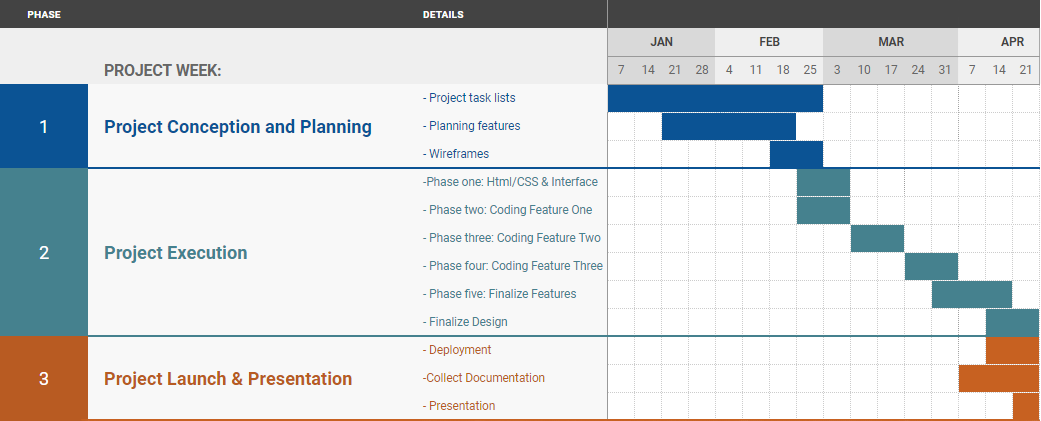 PHASE DETAILS
JAN FEB MAR APR
PROJECT WEEK: 7 14 21 28 4 11 18 25 3 10 17 24 31 7 14 21
1 Project Conception and Planning
- Project task lists
- Planning features
- Wireframes
2 Project Execution
-Phase one: Html/CSS & Interface
- Phase two: Coding Feature One
- Phase three: Coding Feature Two
- Phase four: Coding Feature Three
- Phase five: Finalize Features
- Finalize Design
3 Project Launch & Presentation
- Deployment
-Collect Documentation
- Presentation